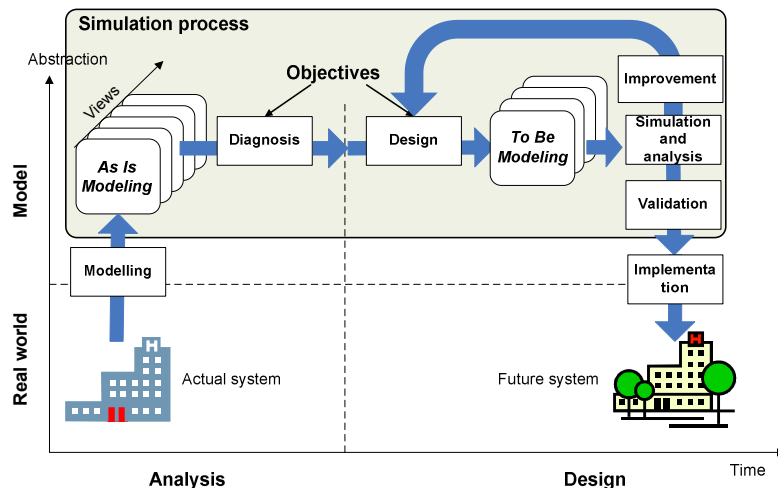 Simulation process
Abstraction
Views
Objectives
Improvement
Diagnosis
Design
Simulation
and
analysis
As Is
Modeling
To Be
Modeling
Validation
Model
Modelling
Implementa
tion
Real world
H
Actual system
Future system
H
Time
Analysis
Design